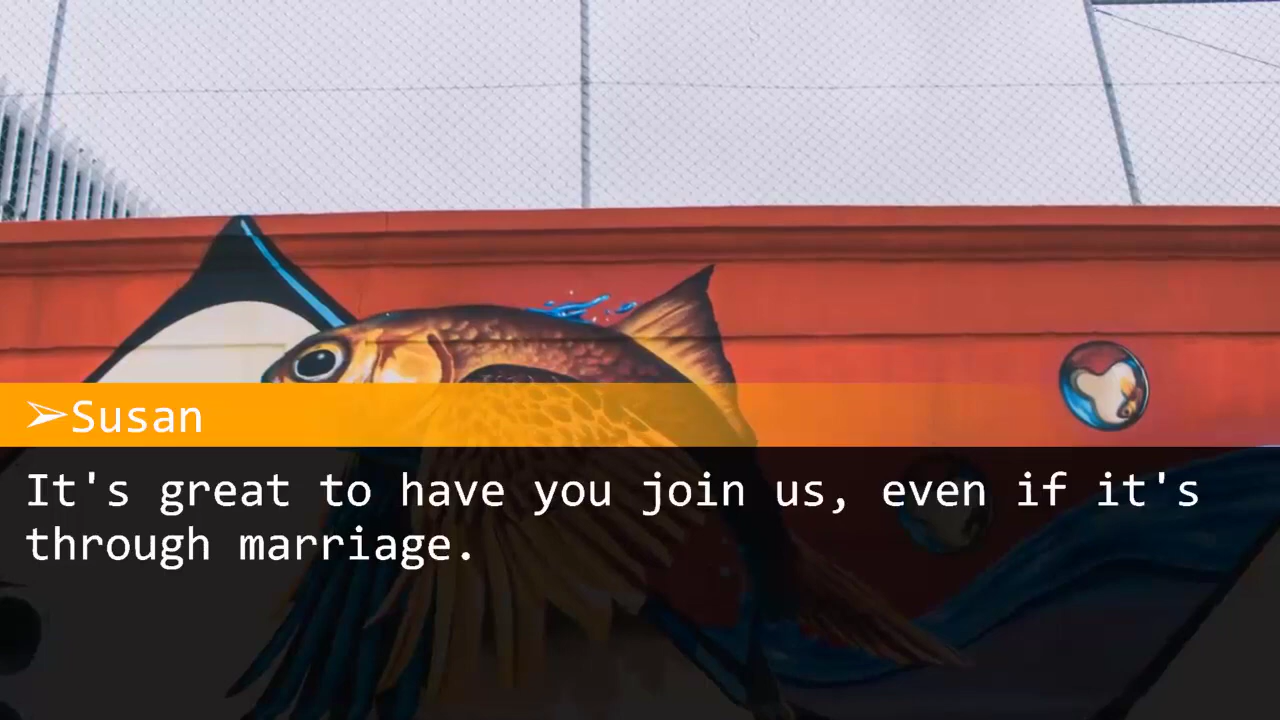 ➢Susan
It's great to have you join us, even if it's
through marriage.